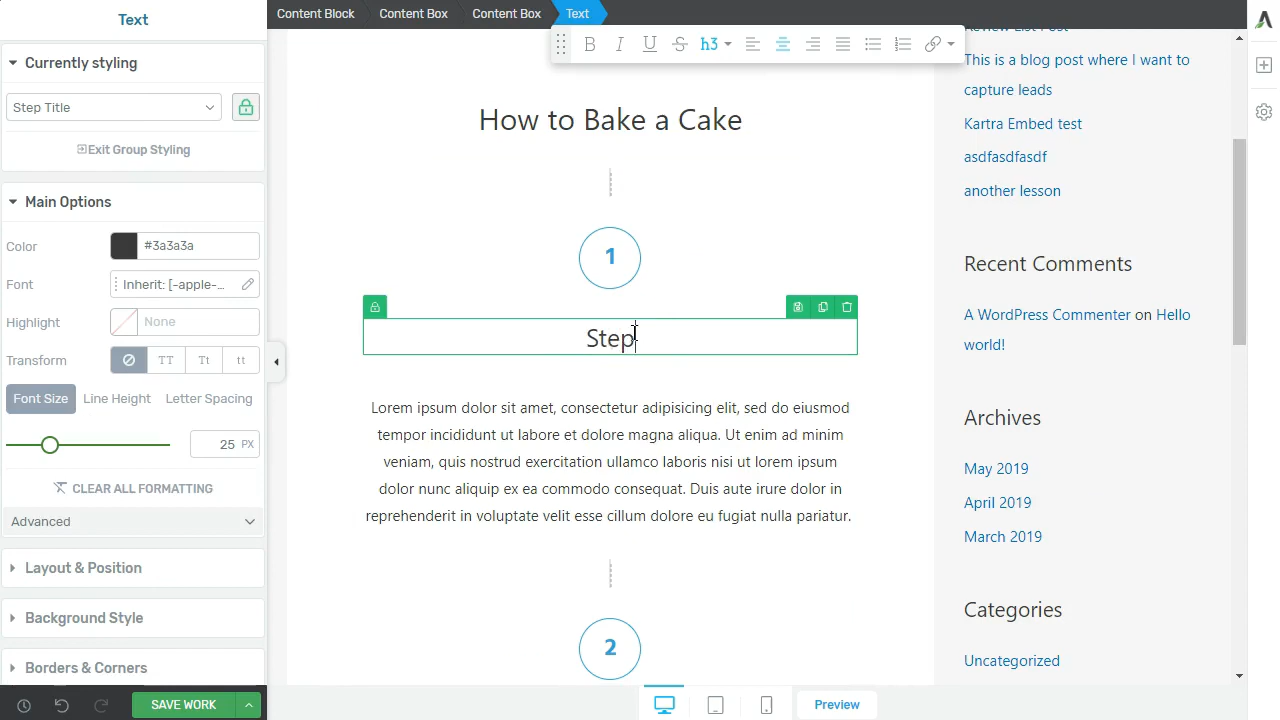 Text
Currently styling
Step Title
Exit Group Styling
Main Options
Color
#3a3a3a
Font
Inherit: [-apple-...
Highlight
None
Transform
TT
Tt
tt
Font Size
Line Height
Letter Spacing
25 PX
CLEAR ALL FORMATTING
Advanced
Layout & Position
Background Style
Borders & Corners
SAVE WORK
Content Block
Content Box
Content Box
Text
B I U S h3
How to Bake a Cake
1
Step
Lorem ipsum dolor sit amet, consectetur adipisicing elit, sed do eiusmod
tempor incididunt ut labore et dolore magna aliqua. Ut enim ad minim
veniam, quis nostrud exercitation ullamco laboris nisi ut lorem ipsum
dolor nunc aliquip ex ea commodo consequat. Duis aute irure dolor in
reprehenderit in voluptate velit esse cillum dolore eu fugiat nulla pariatur.
2
Preview
Review List Post
This is a blog post where I want to
capture leads
Kartra Embed test
asdfasdfasdf
another lesson
Recent Comments
A WordPress Commenter on Hello
world!
Archives
May 2019
April 2019
March 2019
Categories
Uncategorized